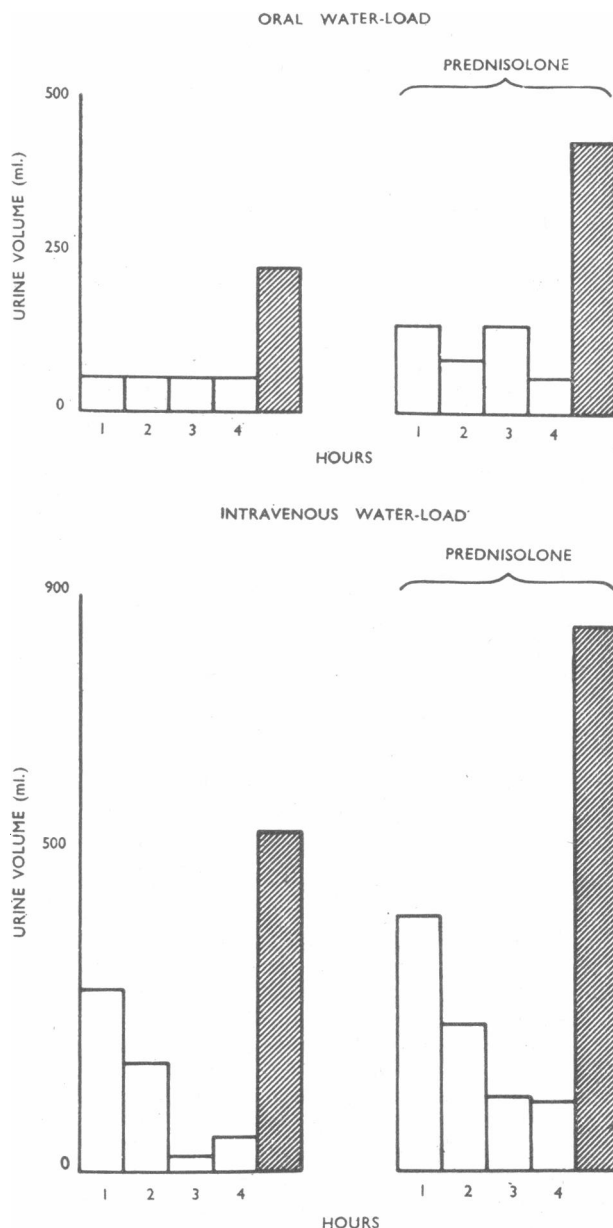 ORAL WATER-LOAD
PREDNISOLONE
500
250
0
URINE VOLUME (ml.)
1 2 3 4 1 2 3 4
HOURS
INTRAVENOUS WATER-LOAD
PREDNISOLONE
900
500
0
URINE VOLUME (ml.)
1 2 3 4 1 2 3 4
HOURS